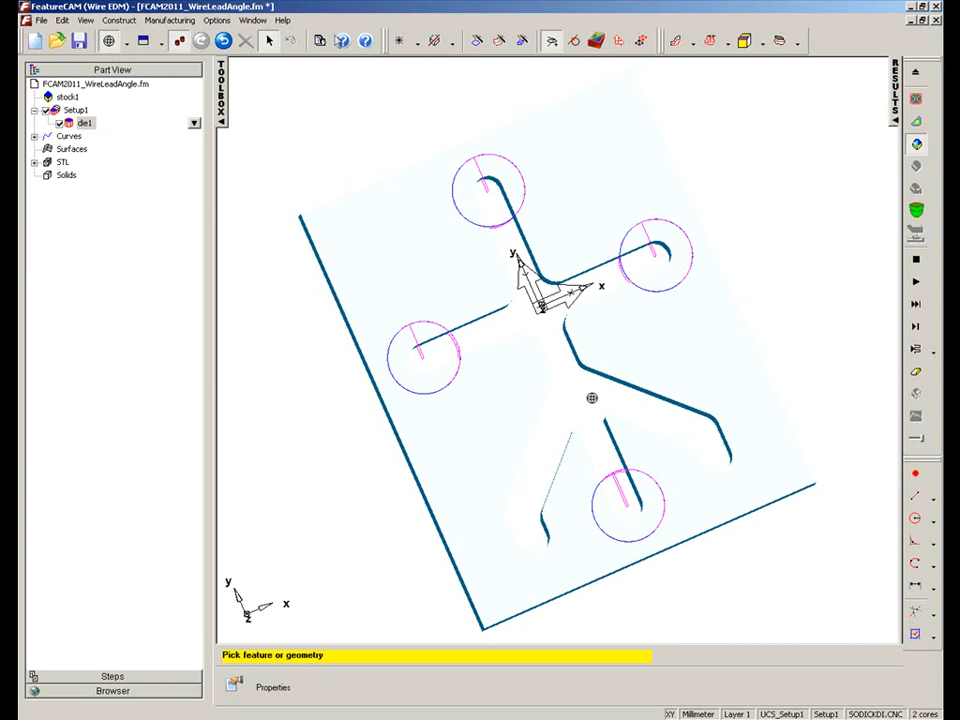 FeatureCAM (Wire EDM) - [FCAM2011_WireLeadAngle.fm *]
File Edit View Construct Manufacturing Options Window Help
Part View
FCAM2011_WireLeadAngle.fm
stock1
Setup1
die1
Curves
Surfaces
STL
Solids
Steps
Browser
TOOLBOX
RESULTS
y
x
z
y
x
z
Pick feature or geometry
Properties
XY Millimeter Layer 1 UCS_Setup1 Setup1 SODICKDI.CNC 2 cores